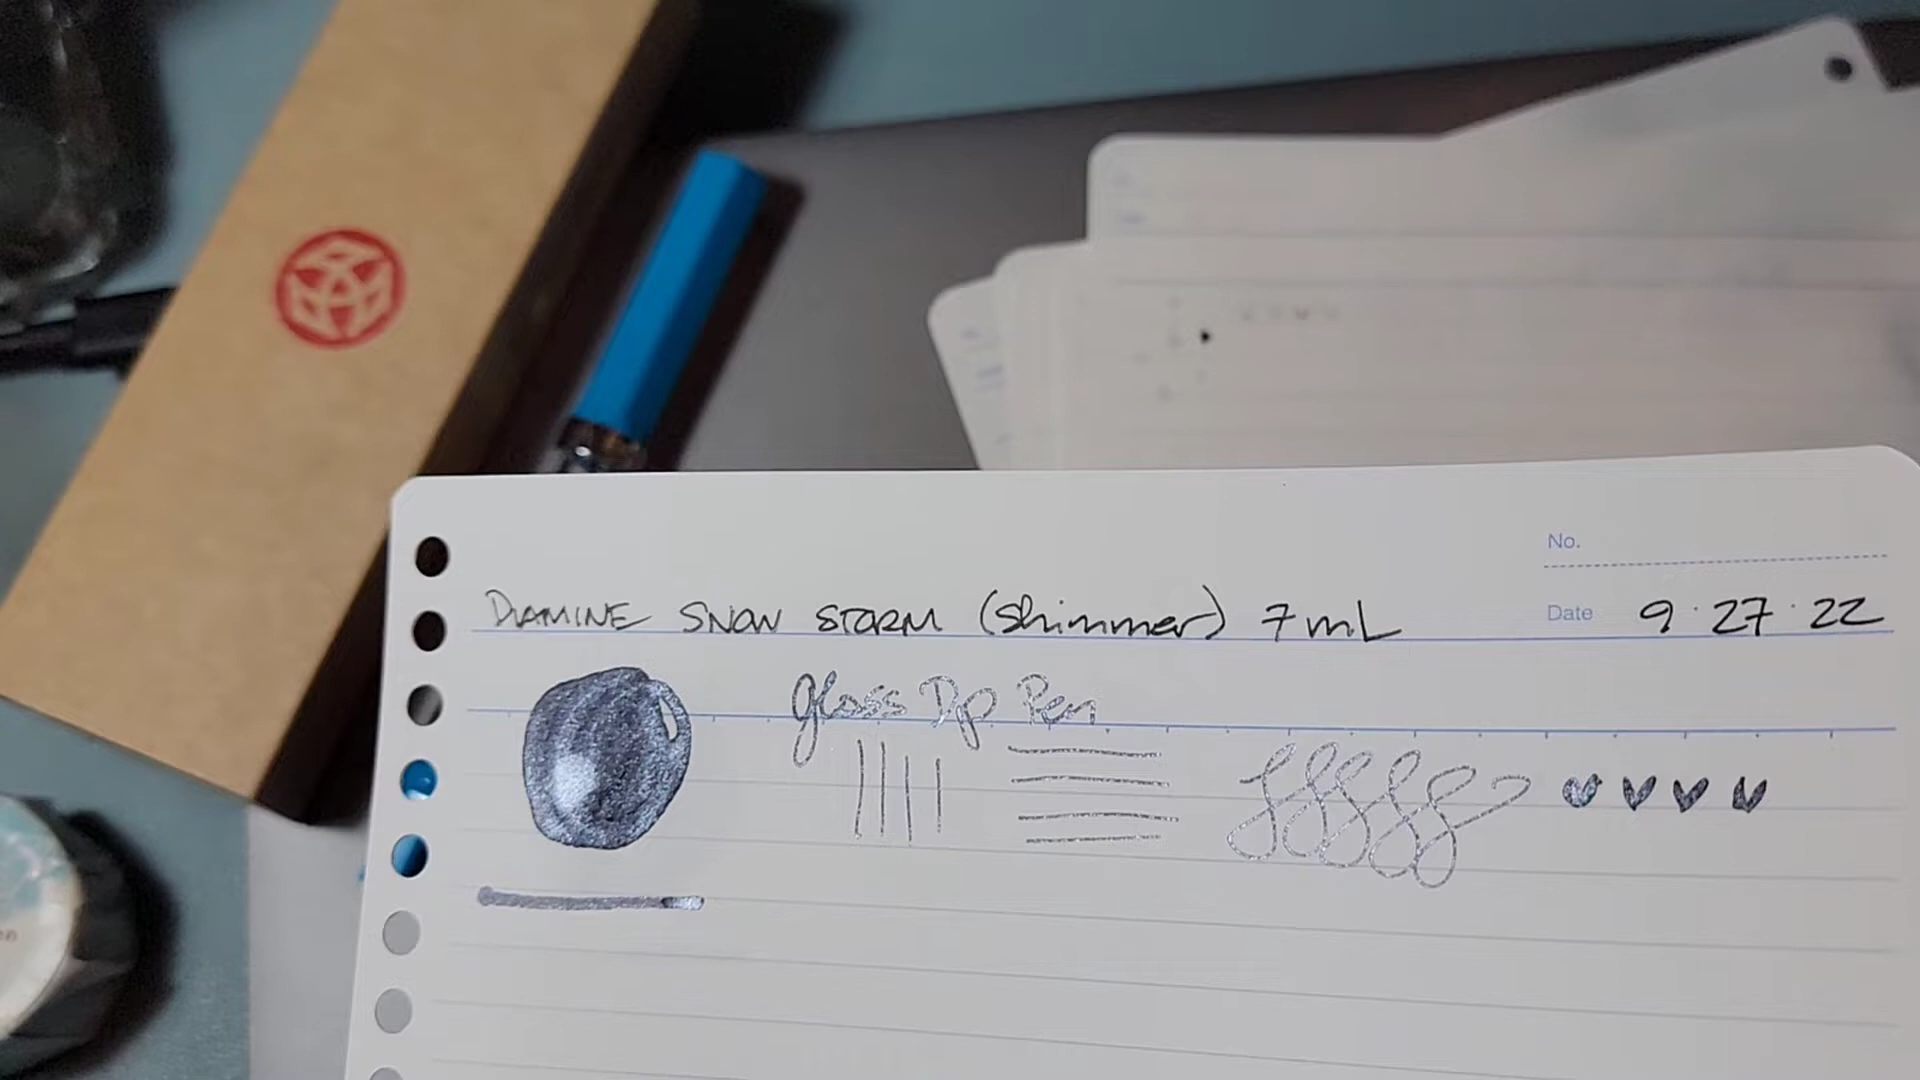 No.
DIAMINE SNOW STORM (Shimmer) 7mL
Date 9·27·22
glass Dip Pen